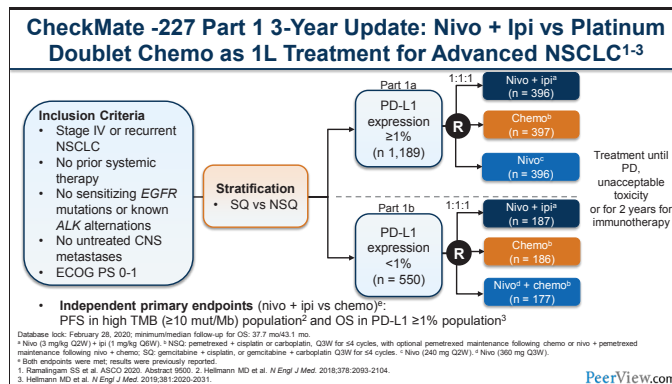 CheckMate -227 Part 1 3-Year Update: Nivo + Ipi vs Platinum
Doublet Chemo as 1L Treatment for Advanced NSCLC1-3
Inclusion Criteria
• Stage IV or recurrent
NSCLC
• No prior systemic
therapy
• No sensitizing EGFR
mutations or known
ALK alternations
• No untreated CNS
metastases
• ECOG PS 0-1
Stratification
• SQ vs NSQ
Part 1a
PD-L1
expression
≥1%
(n 1,189)
1:1:1
R
Nivo + ipia
(n = 396)
Chemob
(n = 397)
Nivoc
(n = 396)
Part 1b
PD-L1
expression
<1%
(n = 550)
1:1:1
R
Nivo + ipia
(n = 187)
Chemob
(n = 186)
Nivod + chemob
(n = 177)
Treatment until
PD,
unacceptable
toxicity
or for 2 years for
immunotherapy
• Independent primary endpoints (nivo + ipi vs chemo)e:
PFS in high TMB (≥10 mut/Mb) population2 and OS in PD-L1 ≥1% population3
Database lock: February 28, 2020; minimum/median follow-up for OS: 37.7 mo/43.1 mo.
a Nivo (3 mg/kg Q2W) + ipi (1 mg/kg Q6W). b NSQ: pemetrexed + cisplatin or carboplatin, Q3W for ≤4 cycles, with optional pemetrexed maintenance following chemo or nivo + pemetrexed
maintenance following nivo + chemo; SQ: gemcitabine + cisplatin, or gemcitabine + carboplatin Q3W for ≤4 cycles. c Nivo (240 mg Q2W). d Nivo (360 mg Q3W).
e Both endpoints were met; results were previously reported.
1. Ramalingam SS et al. ASCO 2020. Abstract 9500. 2. Hellmann MD et al. N Engl J Med. 2018;378:2093-2104.
3. Hellmann MD et al. N Engl J Med. 2019;381:2020-2031.
PeerView.com